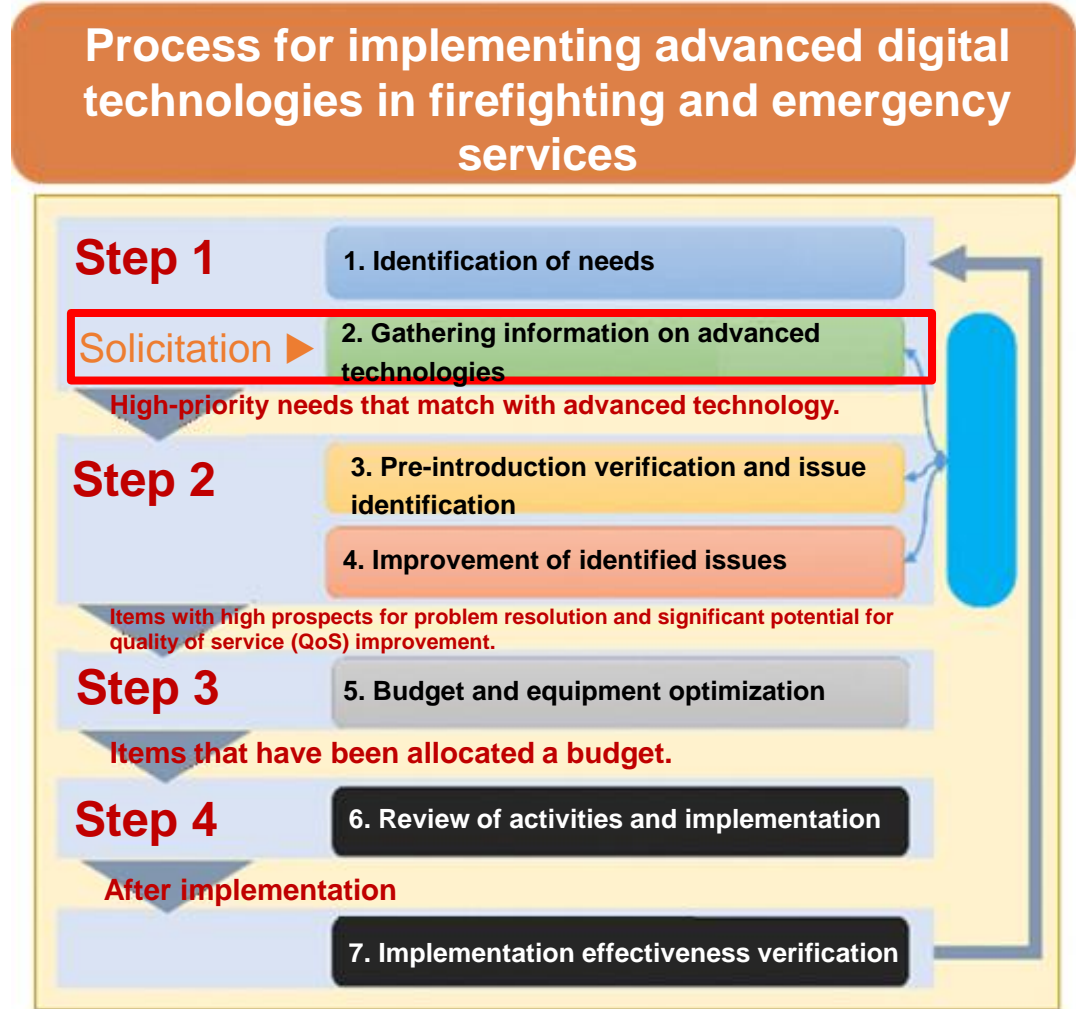 Process for implementing advanced digital
technologies in firefighting and emergency
services
Step 1
1. Identification of needs
Solicitation ▶
2. Gathering information on advanced
technologies
High-priority needs that match with advanced technology.
Step 2
3. Pre-introduction verification and issue
identification
4. Improvement of identified issues
Items with high prospects for problem resolution and significant potential for
quality of service (QoS) improvement.
Step 3
5. Budget and equipment optimization
Items that have been allocated a budget.
Step 4
6. Review of activities and implementation
After implementation
7. Implementation effectiveness verification